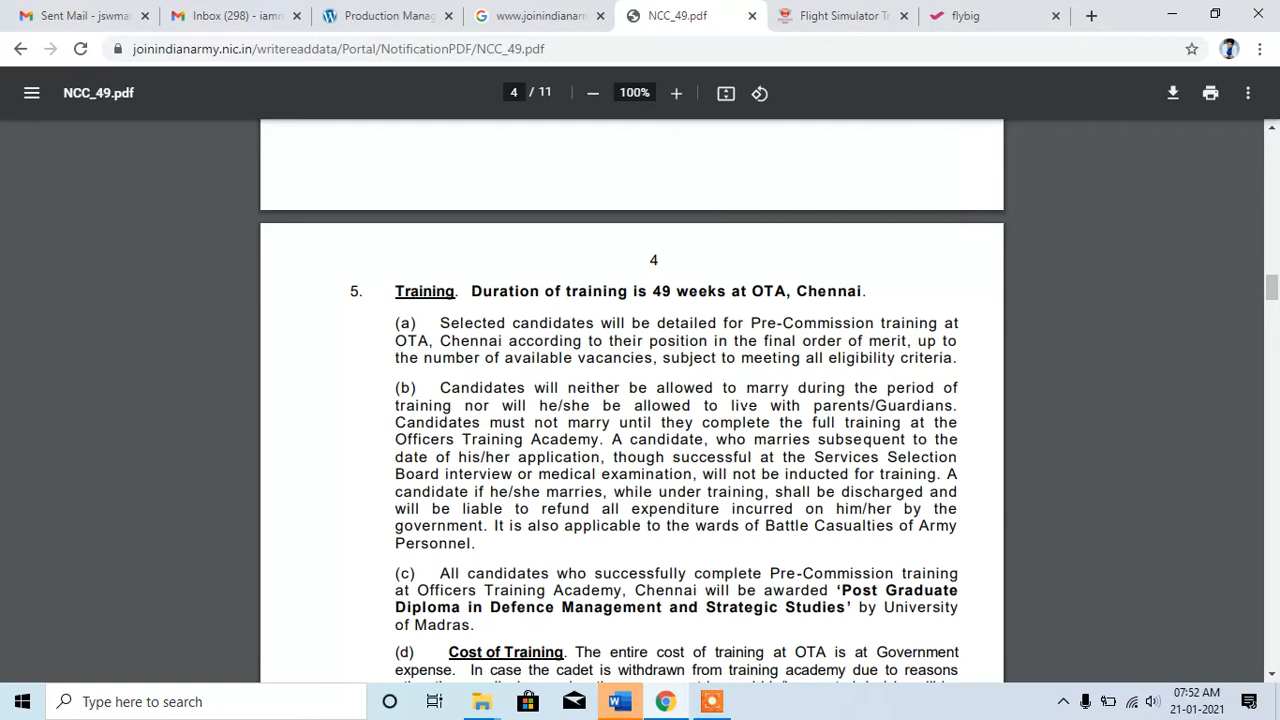 Sent Mail - jswma
Inbox (298) - iamn
Production Manag
www.joinindianarm
NCC_49.pdf
Flight Simulator T
flybig
joinindianarmy.nic.in/writereaddata/Portal/NotificationPDF/NCC_49.pdf
NCC_49.pdf
4 / 11
100%
4
5. Training. Duration of training is 49 weeks at OTA, Chennai.
(a) Selected candidates will be detailed for Pre-Commission training at
OTA, Chennai according to their position in the final order of merit, up to
the number of available vacancies, subject to meeting all eligibility criteria.
(b) Candidates will neither be allowed to marry during the period of
training nor will he/she be allowed to live with parents/Guardians.
Candidates must not marry until they complete the full training at the
Officers Training Academy. A candidate, who marries subsequent to the
date of his/her application, though successful at the Services Selection
Board interview or medical examination, will not be inducted for training. A
candidate if he/she marries, while under training, shall be discharged and
will be liable to refund all expenditure incurred on him/her by the
government. It is also applicable to the wards of Battle Casualties of Army
Personnel.
(c) All candidates who successfully complete Pre-Commission training
at Officers Training Academy, Chennai will be awarded ‘Post Graduate
Diploma in Defence Management and Strategic Studies’ by University
of Madras.
(d) Cost of Training. The entire cost of training at OTA is at Government
expense. In case the cadet is withdrawn from training academy due to reasons
Type here to search
07:52 AM
21-01-2021